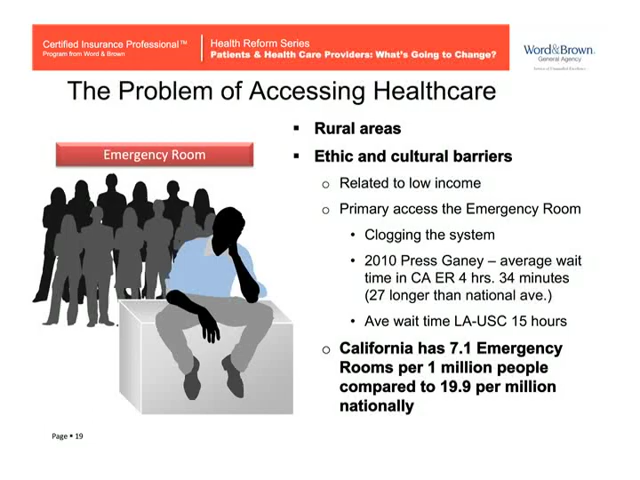 Certified Insurance Professional™
Program from Word & Brown
Health Reform Series
Patients & Health Care Providers: What's Going to Change?
Word&Brown.
General Agency
The Problem of Accessing Healthcare
Emergency Room
▪ Rural areas
▪ Ethic and cultural barriers
o Related to low income
o Primary access the Emergency Room
• Clogging the system
• 2010 Press Ganey – average wait
time in CA ER 4 hrs. 34 minutes
(27 longer than national ave.)
• Ave wait time LA-USC 15 hours
o California has 7.1 Emergency
Rooms per 1 million people
compared to 19.9 per million
nationally
Page ▪ 19